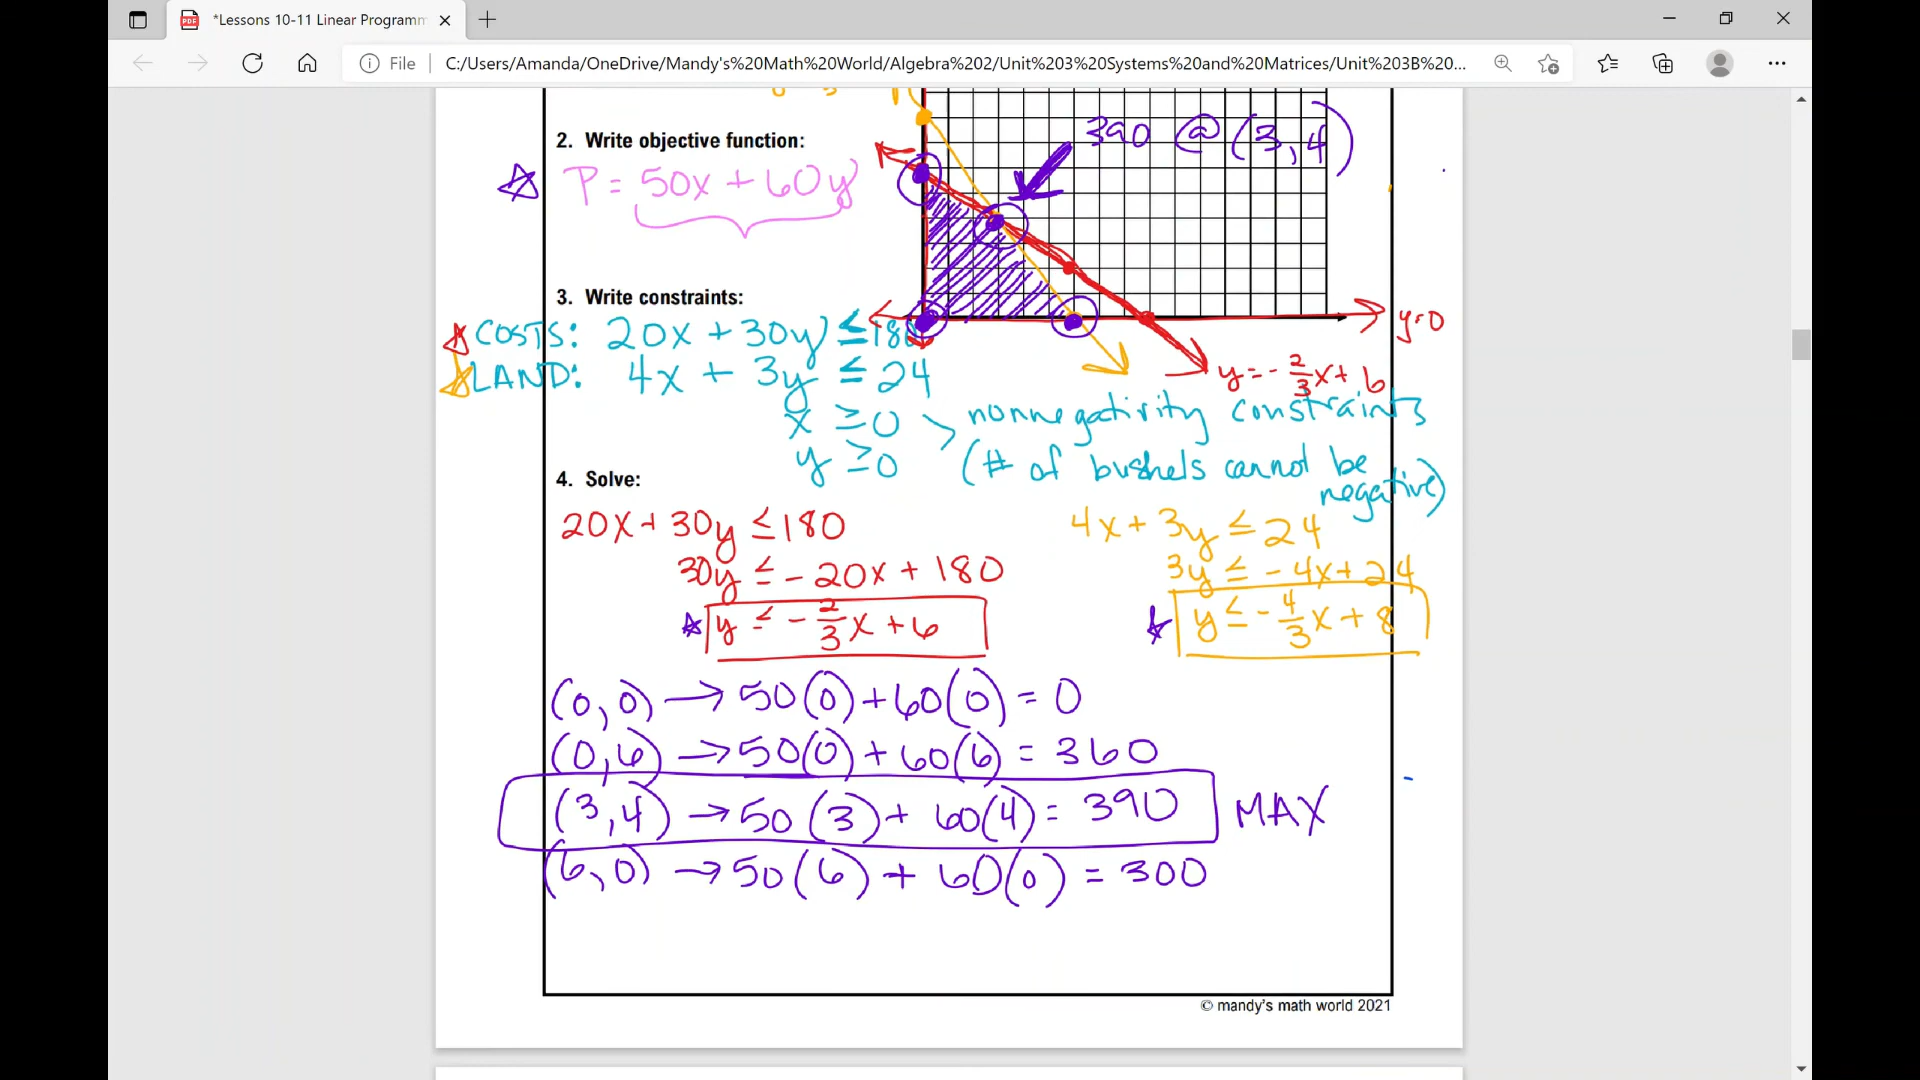 *Lessons 10-11 Linear Programm
File
C:/Users/Amanda/OneDrive/Mandy's%20Math%20World/Algebra%202/Unit%203%20Systems%20and%20Matrices/Unit%203B%20...
2. Write objective function:
P = 50x + 60y
390 @ (3,4)
3. Write constraints:
COSTS: 20x + 30y ≤ 180
LAND: 4x + 3y ≤ 24
x ≥ 0
y ≥ 0
y=0
y = -2/3x + 6
nonnegativity constraints
(# of bushels cannot be
negative)
4. Solve:
20x + 30y ≤ 180
30y ≤ -20x + 180
y ≤ -2/3x + 6
4x + 3y ≤ 24
3y ≤ -4x + 24
y ≤ -4/3x + 8
(0,0) → 50(0) + 60(0) = 0
(0,6) → 50(0) + 60(6) = 360
(3,4) → 50(3) + 60(4) = 390 MAX
(6,0) → 50(6) + 60(0) = 300
© mandy's math world 2021